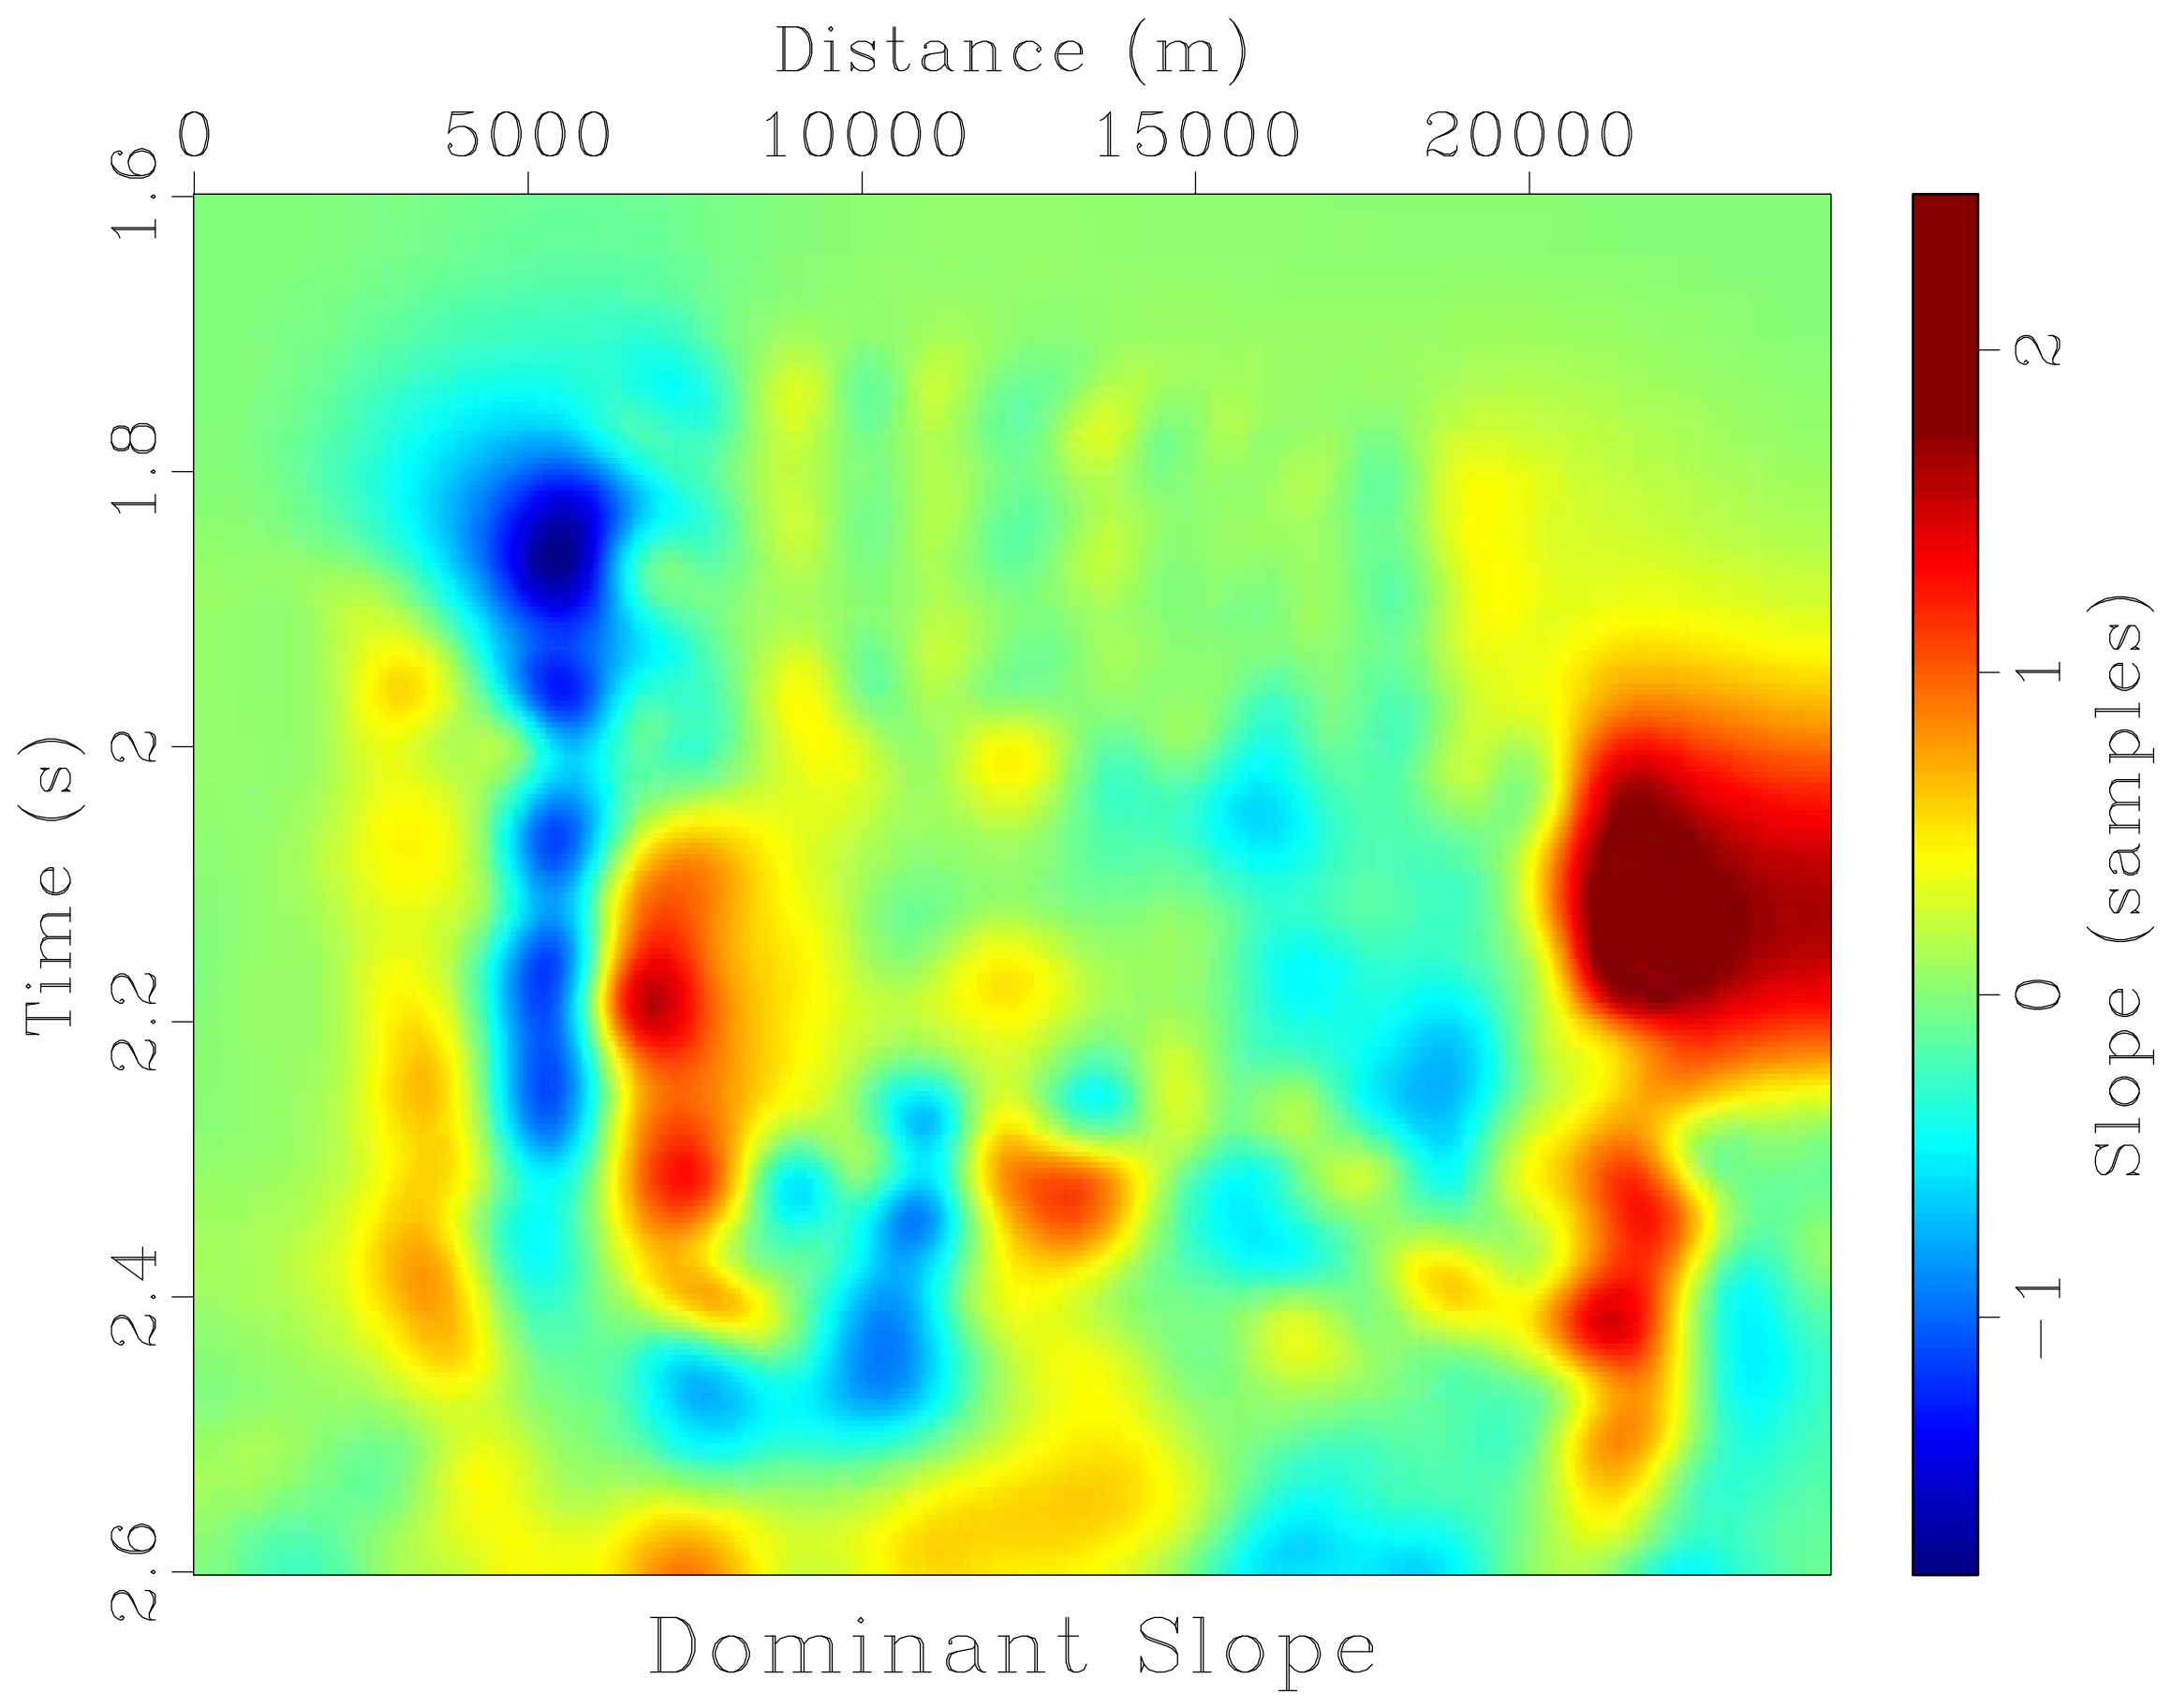 Distance (m)
0 5000 10000 15000 20000
1.6
1.8
2
2.2
2.4
2.6
Time (s)
2
1
0
−1
Slope (samples)
Dominant Slope